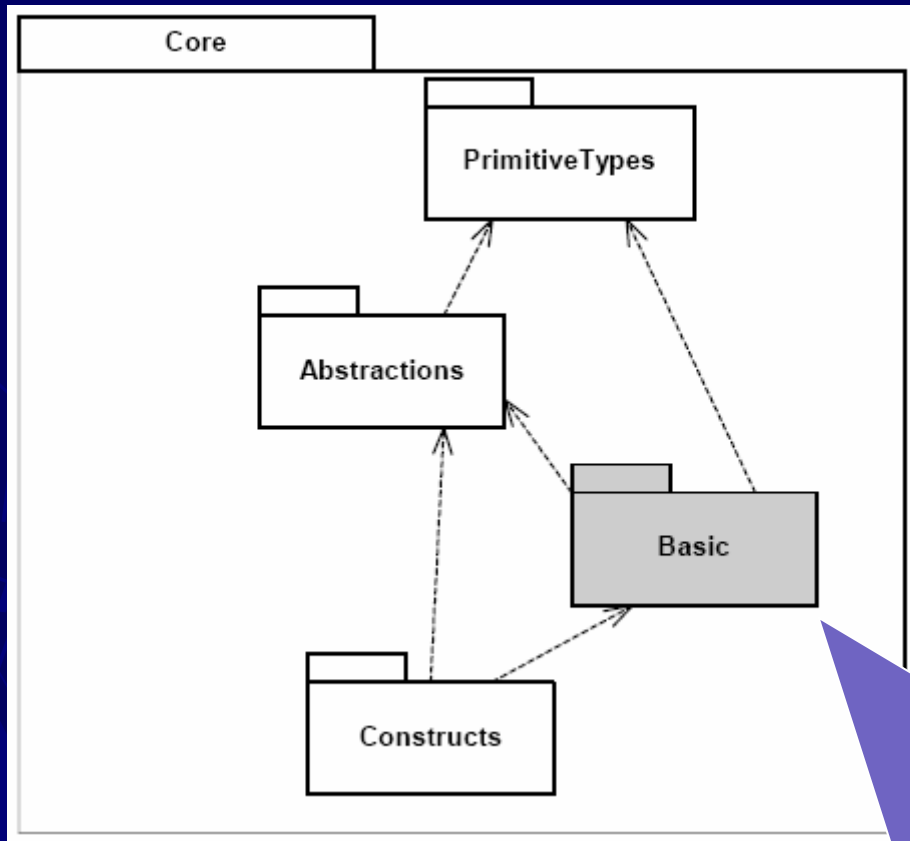 Core
PrimitiveTypes
Abstractions
Basic
Constructs